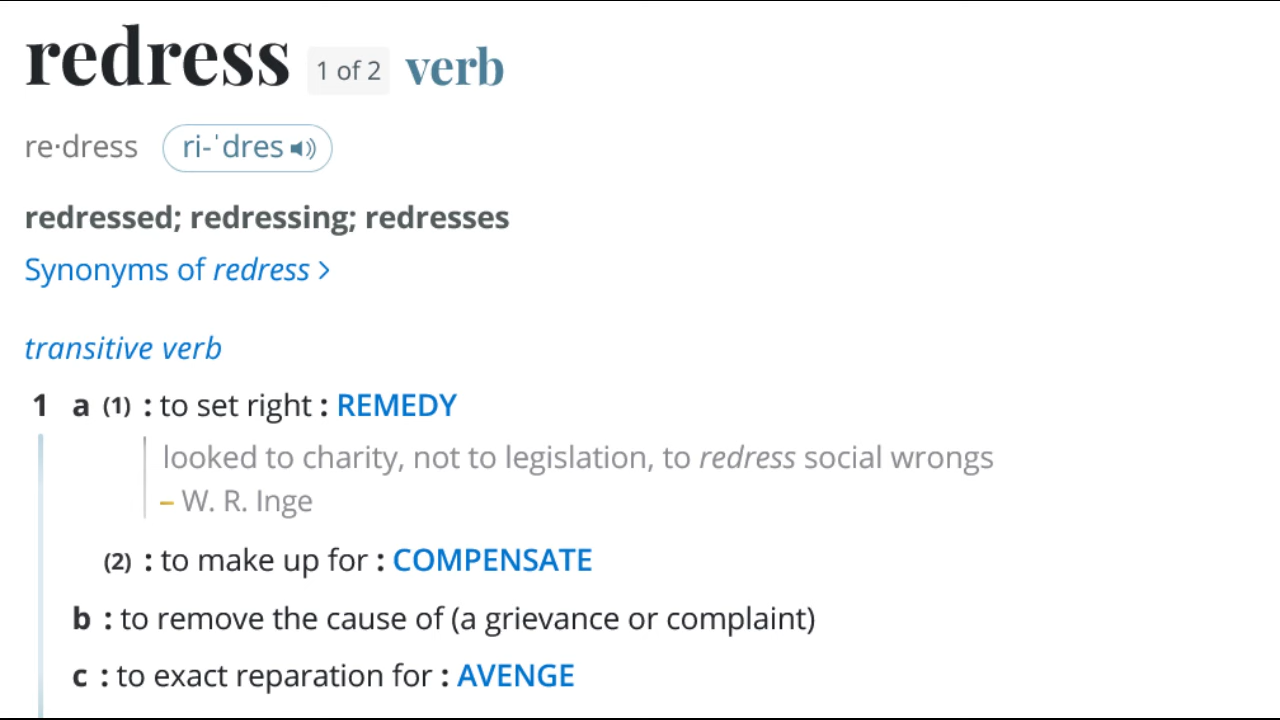 redress 1 of 2 verb
re·dress ri-ˈdres
redressed; redressing; redresses
Synonyms of redress >
transitive verb
1 a (1) : to set right : REMEDY
looked to charity, not to legislation, to redress social wrongs
– W. R. Inge
(2) : to make up for : COMPENSATE
b : to remove the cause of (a grievance or complaint)
c : to exact reparation for : AVENGE